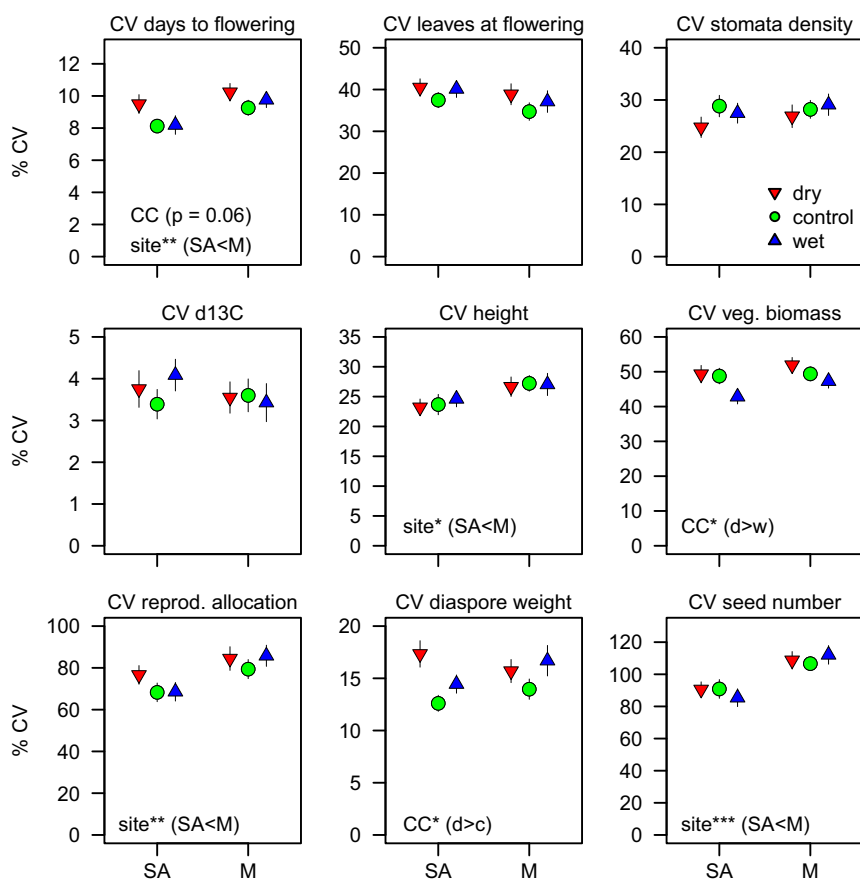 CV days to flowering
CV leaves at flowering
CV stomata density
% CV
12
10
8
6
4
2
0
CC (p = 0.06)
site** (SA<M)
50
40
30
20
10
0
40
30
20
10
0
dry
control
wet
CV d13C
CV height
CV veg. biomass
% CV
5
4
3
2
1
0
35
30
25
20
15
10
5
0
site* (SA<M)
60
50
40
30
20
10
0
CC* (d>w)
CV reprod. allocation
CV diaspore weight
CV seed number
% CV
100
80
60
40
20
0
site** (SA<M)
20
15
10
5
0
CC* (d>c)
120
100
80
60
40
20
0
site*** (SA<M)
SA M
SA M
SA M